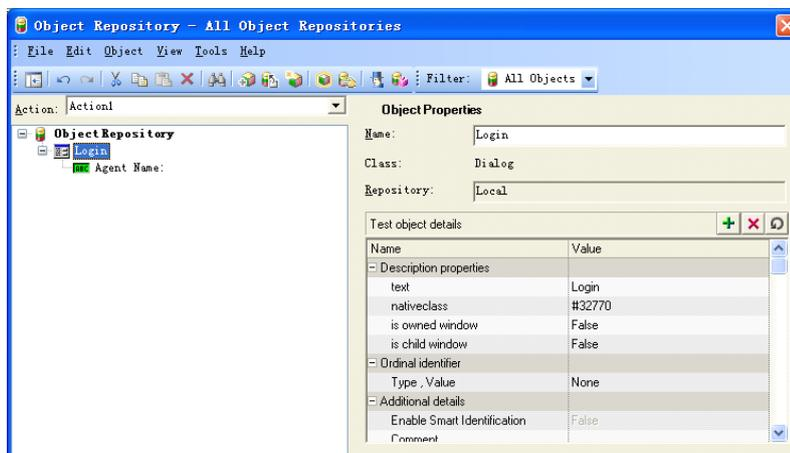 Object Repository - All Object Repositories
File Edit Object View Tools Help
Filter: All Objects
Action: Action1
Object Repository
Login
ABC Agent Name:
Object Properties
Name: Login
Class: Dialog
Repository: Local
Test object details
Name Value
Description properties
text Login
nativeclass #32770
is owned window False
is child window False
Ordinal identifier
Type , Value None
Additional details
Enable Smart Identification False
Comment